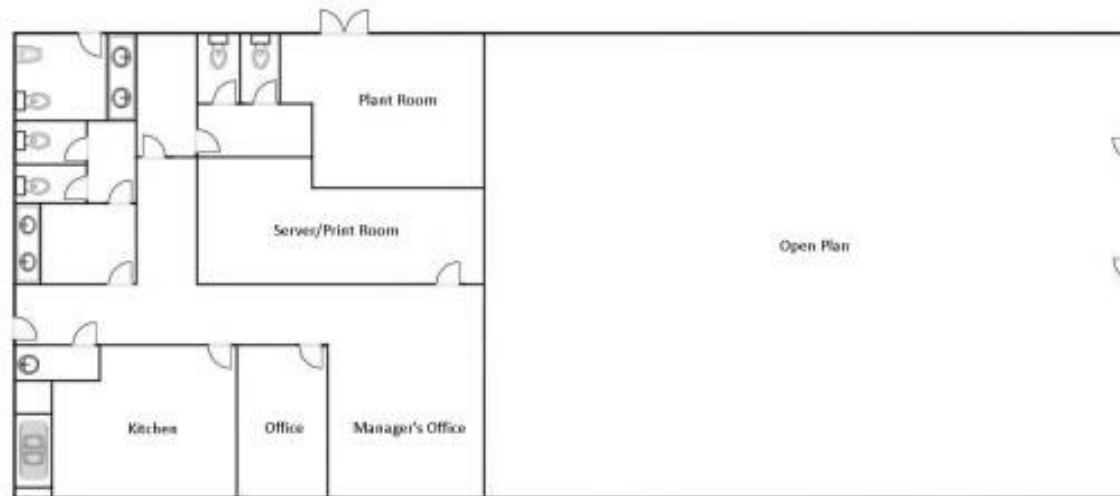 Plant Room
Server/Print Room
Open Plan
Kitchen
Office
Manager's Office